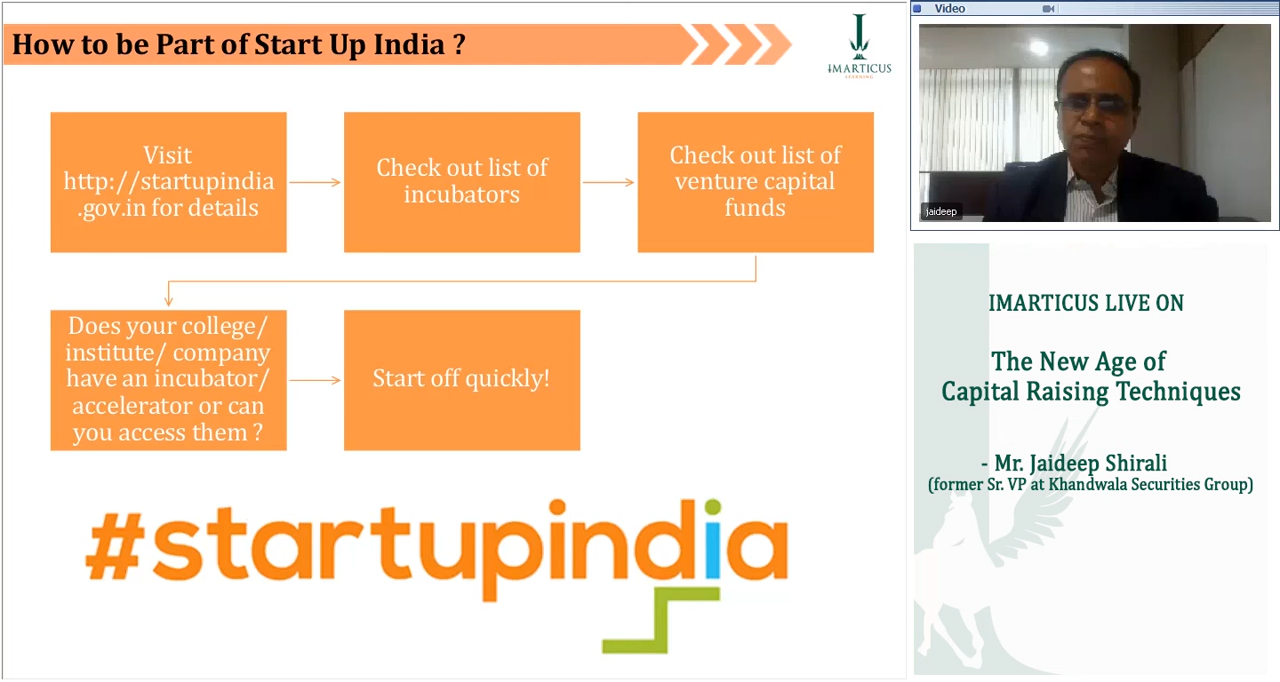 How to be Part of Start Up India ?
IMARTICUS
LEARNING
Visit
http://startupindia
.gov.in for details
Check out list of
incubators
Check out list of
venture capital
funds
Does your college/
institute/ company
have an incubator/
accelerator or can
you access them ?
Start off quickly!
#startupindia
Video
jaideep
IMARTICUS LIVE ON
The New Age of
Capital Raising Techniques
- Mr. Jaideep Shirali
(former Sr. VP at Khandwala Securities Group)